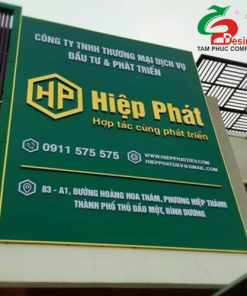 Desi
TAM PHUC COMP
CÔNG TY TNHH THƯƠNG MẠI DỊCH VỤ
ĐẦU TƯ & PHÁT TRIỂN
HP Hiệp Phát
Hợp tác cùng phát triển
0911 575 575
WWW.HIEPPHATDEV.COM
HIEPPHATDEV@GMAIL.COM
83 - A1, ĐƯỜNG HOÀNG HOA THÁM, PHƯỜNG HIỆP THÀNH
THÀNH PHỐ THỦ DẦU MỘT, BÌNH DƯƠNG